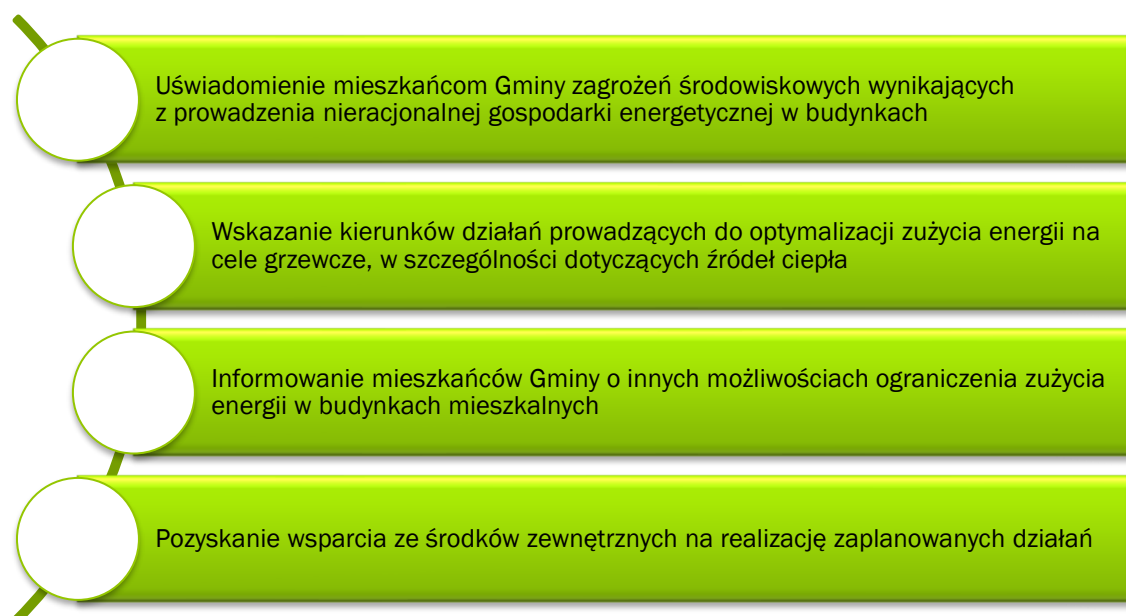 Uświadomienie mieszkańcom Gminy zagrożeń środowiskowych wynikających
z prowadzenia nieracjonalnej gospodarki energetycznej w budynkach
Wskazanie kierunków działań prowadzących do optymalizacji zużycia energii na
cele grzewcze, w szczególności dotyczących źródeł ciepła
Informowanie mieszkańców Gminy o innych możliwościach ograniczenia zużycia
energii w budynkach mieszkalnych
Pozyskanie wsparcia ze środków zewnętrznych na realizację zaplanowanych działań